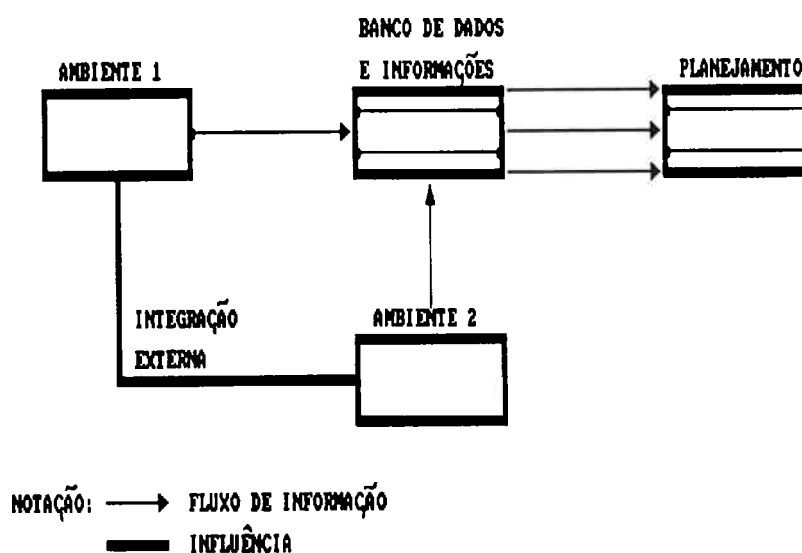 BANCO DE DADOS
AMBIENTE 1
E INFORMAÇÕES
PLANEJAMENTO
INTEGRAÇÃO
EXTERNA
AMBIENTE 2
NOTAÇÃO:
FLUXO DE INFORMAÇÃO
INFLUÊNCIA